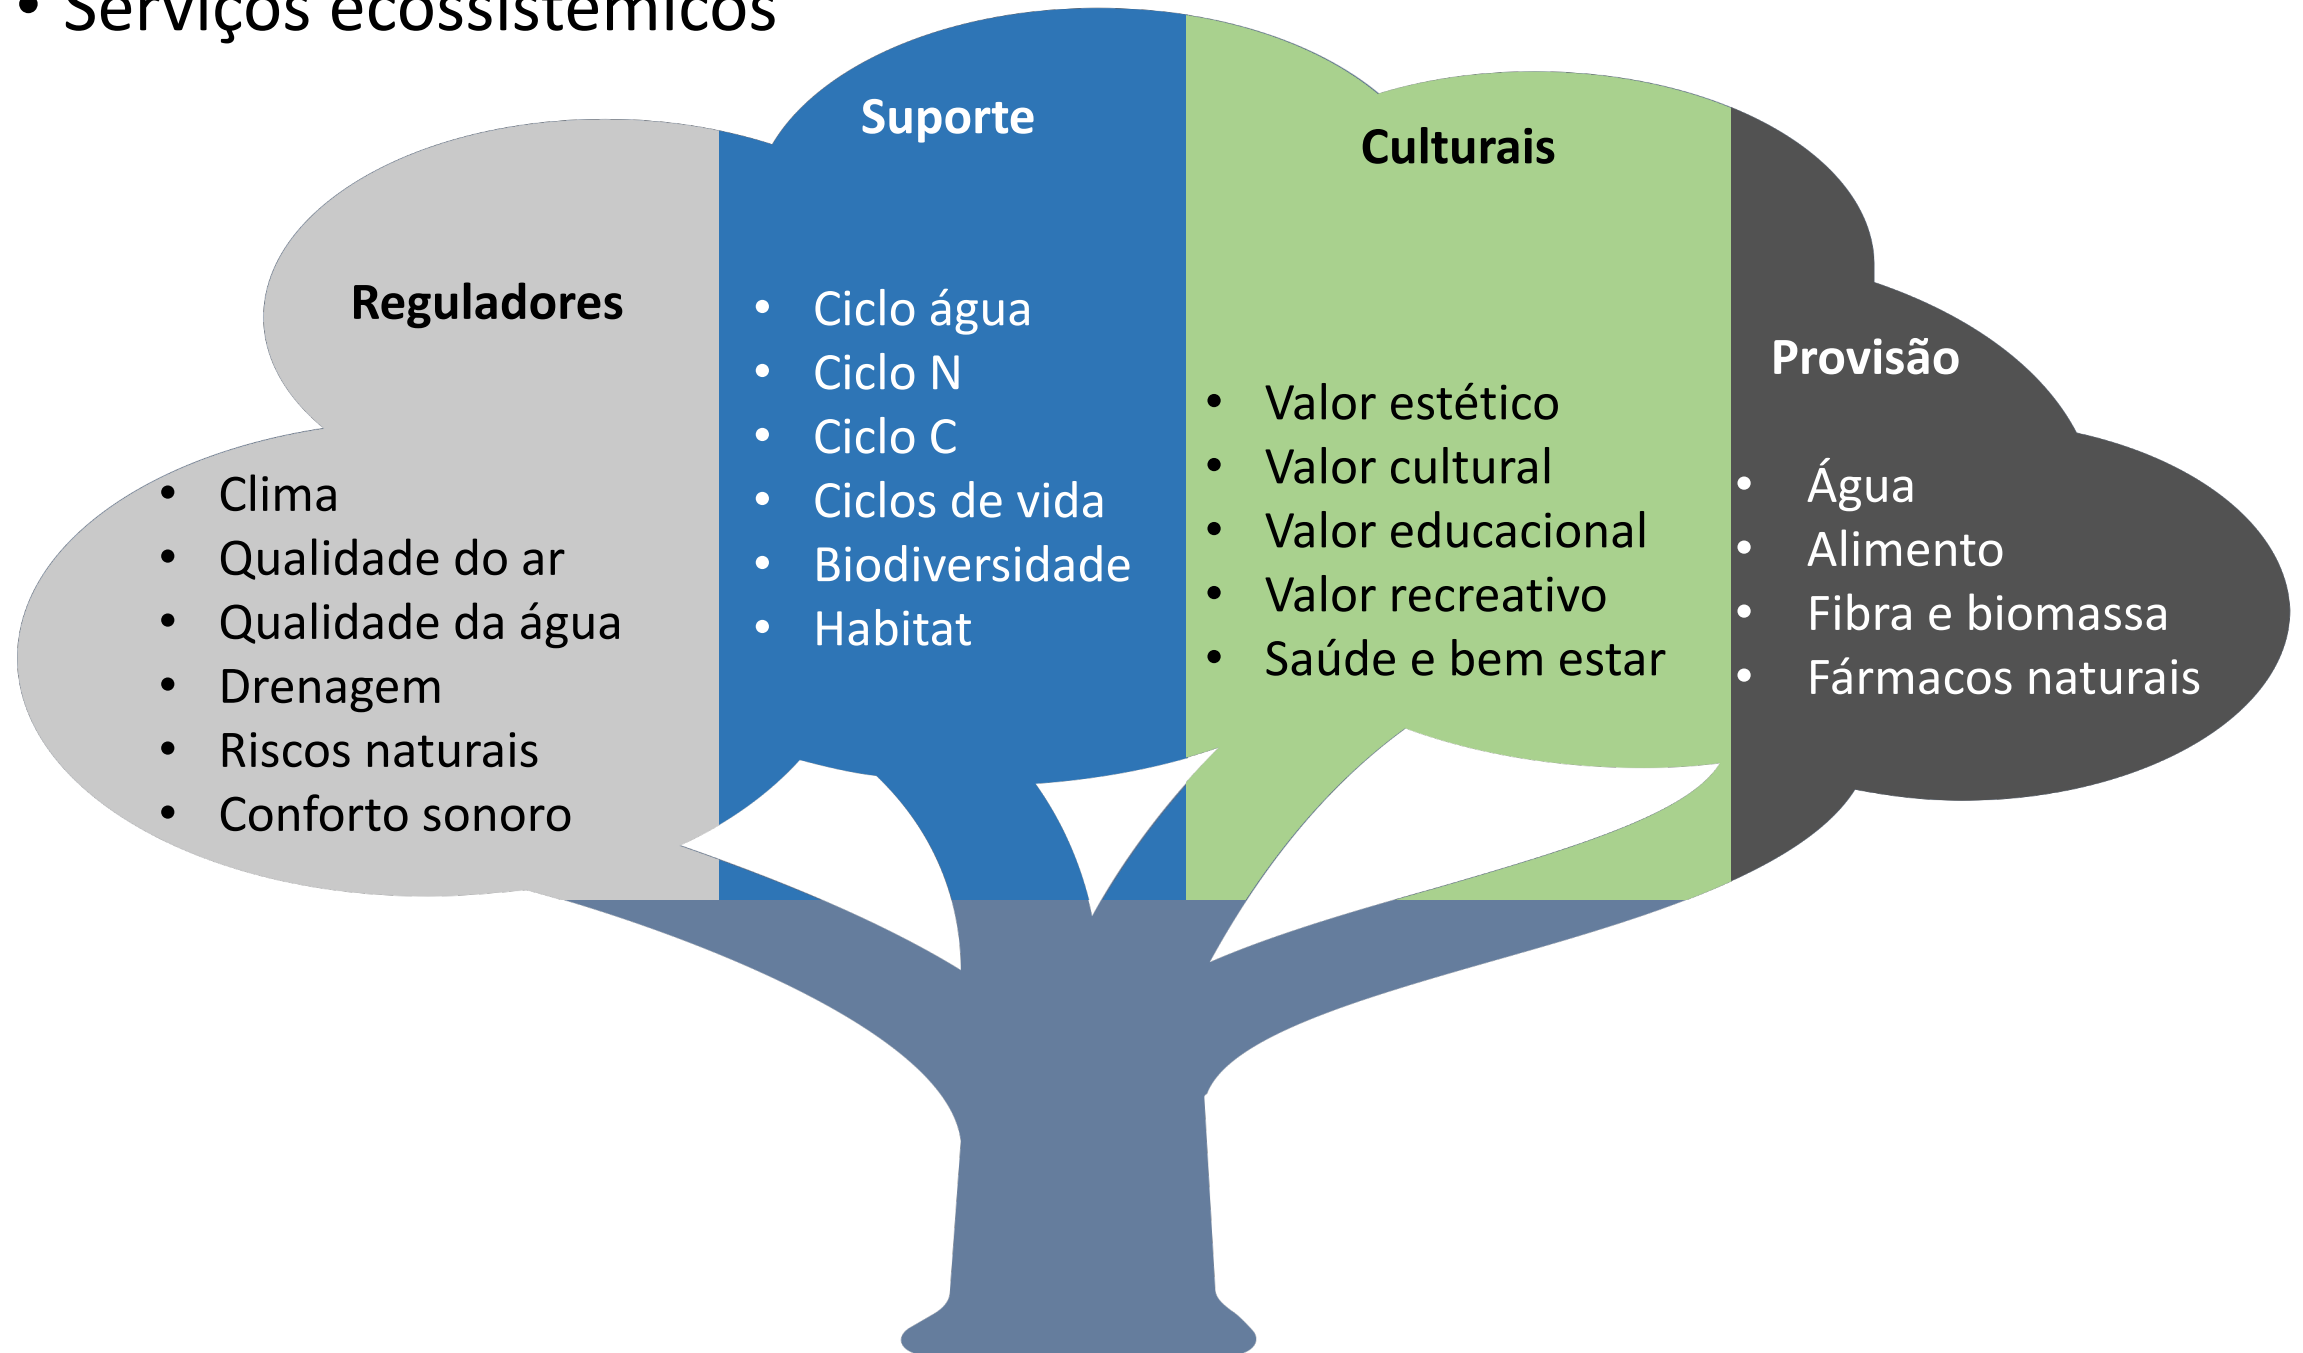 • Serviços ecossistêmicos
Reguladores
• Clima
• Qualidade do ar
• Qualidade da água
• Drenagem
• Riscos naturais
• Conforto sonoro
Suporte
• Ciclo água
• Ciclo N
• Ciclo C
• Ciclos de vida
• Biodiversidade
• Habitat
Culturais
• Valor estético
• Valor cultural
• Valor educacional
• Valor recreativo
• Saúde e bem estar
Provisão
• Água
• Alimento
• Fibra e biomassa
• Fármacos naturais